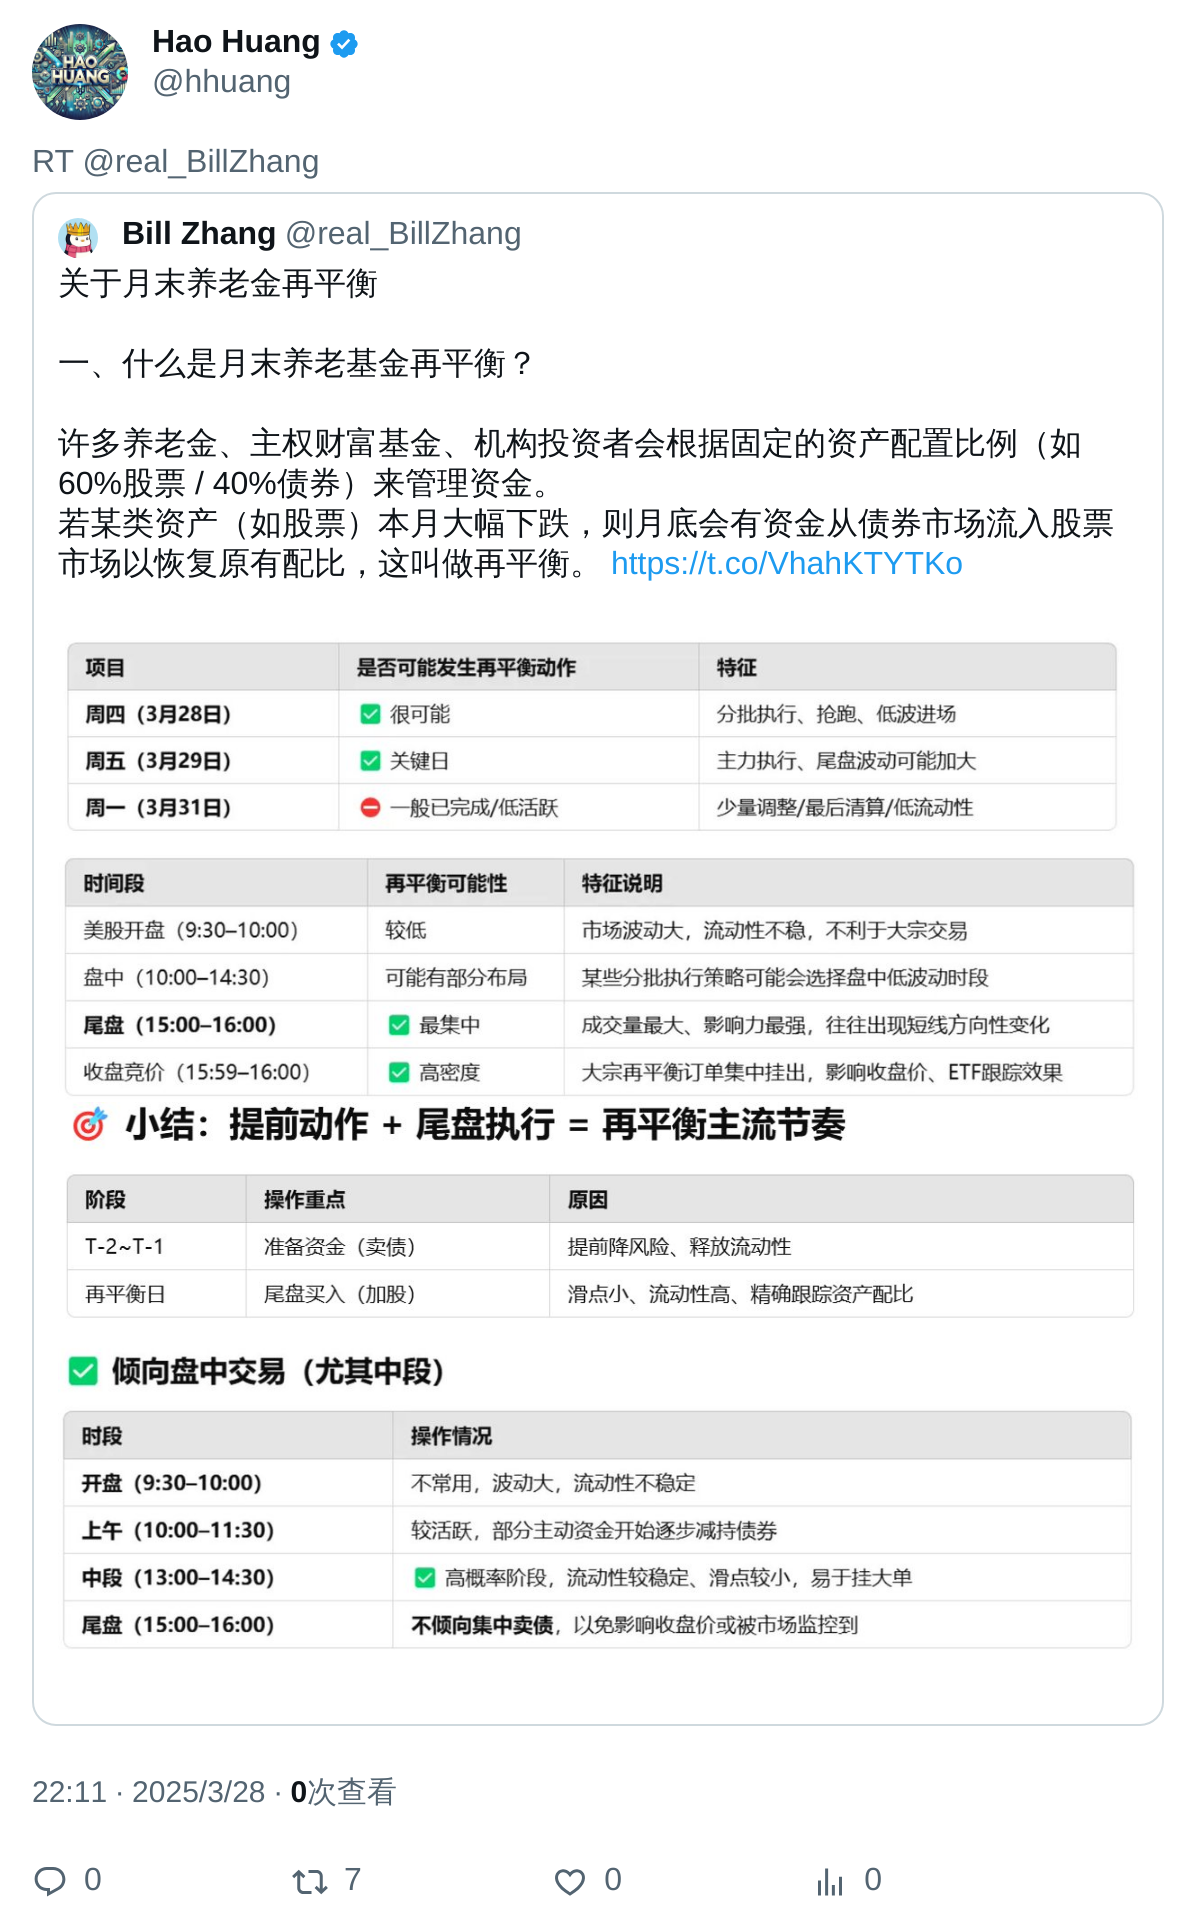 HAO
HUANG
Hao Huang
@hhuang
RT @real_BillZhang
Bill Zhang @real_BillZhang
关于月末养老金再平衡
一、什么是月末养老基金再平衡？
许多养老金、主权财富基金、机构投资者会根据固定的资产配置比例（如
60%股票 / 40%债券）来管理资金。
若某类资产（如股票）本月大幅下跌，则月底会有资金从债券市场流入股票
市场以恢复原有配比，这叫做再平衡。 https://t.co/VhahKTYTKo
项目 是否可能发生再平衡动作 特征
周四（3月28日） ✅ 很可能 分批执行、抢跑、低波进场
周五（3月29日） ✅ 关键日 主力执行、尾盘波动可能加大
周一（3月31日） ⛔ 一般已完成/低活跃 少量调整/最后清算/低流动性
时间段 再平衡可能性 特征说明
美股开盘（9:30–10:00） 较低 市场波动大，流动性不稳，不利于大宗交易
盘中（10:00–14:30） 可能有部分布局 某些分批执行策略可能会选择盘中低波动时段
尾盘（15:00–16:00） ✅ 最集中 成交量最大、影响力最强，往往出现短线方向性变化
收盘竞价（15:59–16:00） ✅ 高密度 大宗再平衡订单集中挂出，影响收盘价、ETF跟踪效果
🎯 小结：提前动作 + 尾盘执行 = 再平衡主流节奏
阶段 操作重点 原因
T-2~T-1 准备资金（卖债） 提前降风险、释放流动性
再平衡日 尾盘买入（加股） 滑点小、流动性高、精确跟踪资产配比
✅ 倾向盘中交易（尤其中段）
时段 操作情况
开盘（9:30–10:00） 不常用，波动大，流动性不稳定
上午（10:00–11:30） 较活跃，部分主动资金开始逐步减持债券
中段（13:00–14:30） ✅ 高概率阶段，流动性较稳定、滑点较小，易于挂大单
尾盘（15:00–16:00） 不倾向集中卖债，以免影响收盘价或被市场监控到
22:11 · 2025/3/28 · 0次查看
0 7 0 0